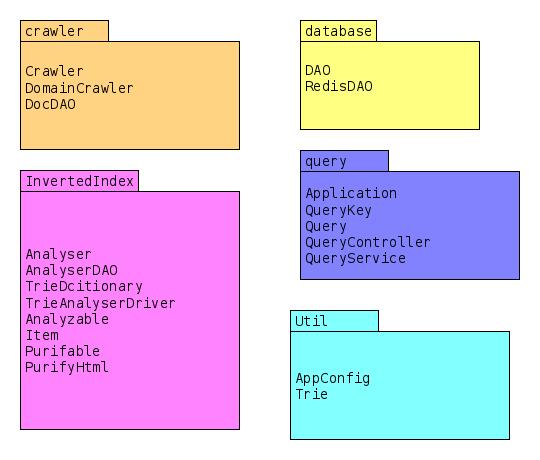 crawler
Crawler
DomainCrawler
DocDAO
database
DAO
RedisDAO
InvertedIndex
Analyser
AnalyserDAO
TrieDcitionary
TrieAnalyserDriver
Analyzable
Item
Purifable
PurifyHtml
query
Application
QueryKey
Query
QueryController
QueryService
Util
AppConfig
Trie